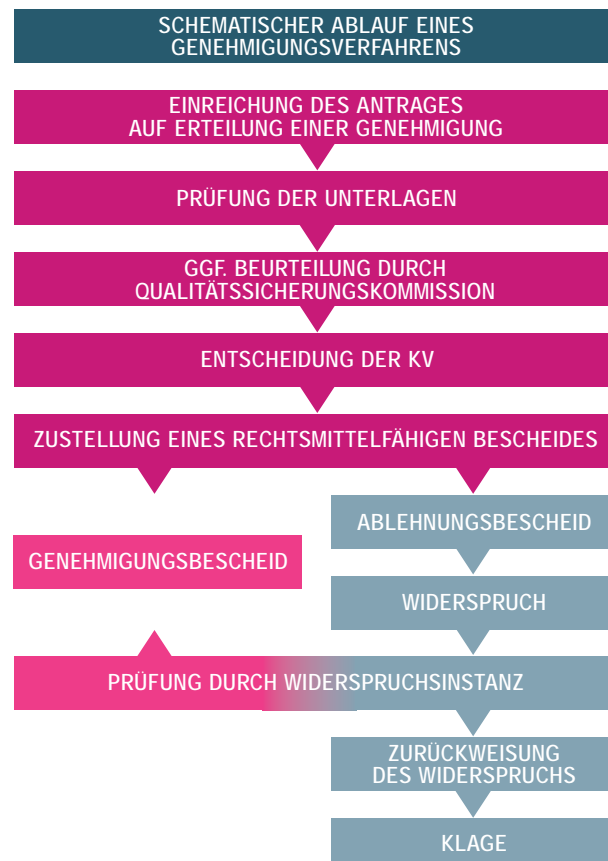 SCHEMATISCHER ABLAUF EINES
GENEHMIGUNGSVERFAHRENS
EINREICHUNG DES ANTRAGES
AUF ERTEILUNG EINER GENEHMIGUNG
PRÜFUNG DER UNTERLAGEN
GGF. BEURTEILUNG DURCH
QUALITÄTSSICHERUNGSKOMMISSION
ENTSCHEIDUNG DER KV
ZUSTELLUNG EINES RECHTSMITTELFÄHIGEN BESCHEIDES
ABLEHNUNGSBESCHEID
GENEHMIGUNGSBESCHEID
WIDERSPRUCH
PRÜFUNG DURCH WIDERSPRUCHSINSTANZ
ZURÜCKWEISUNG
DES WIDERSPRUCHS
KLAGE